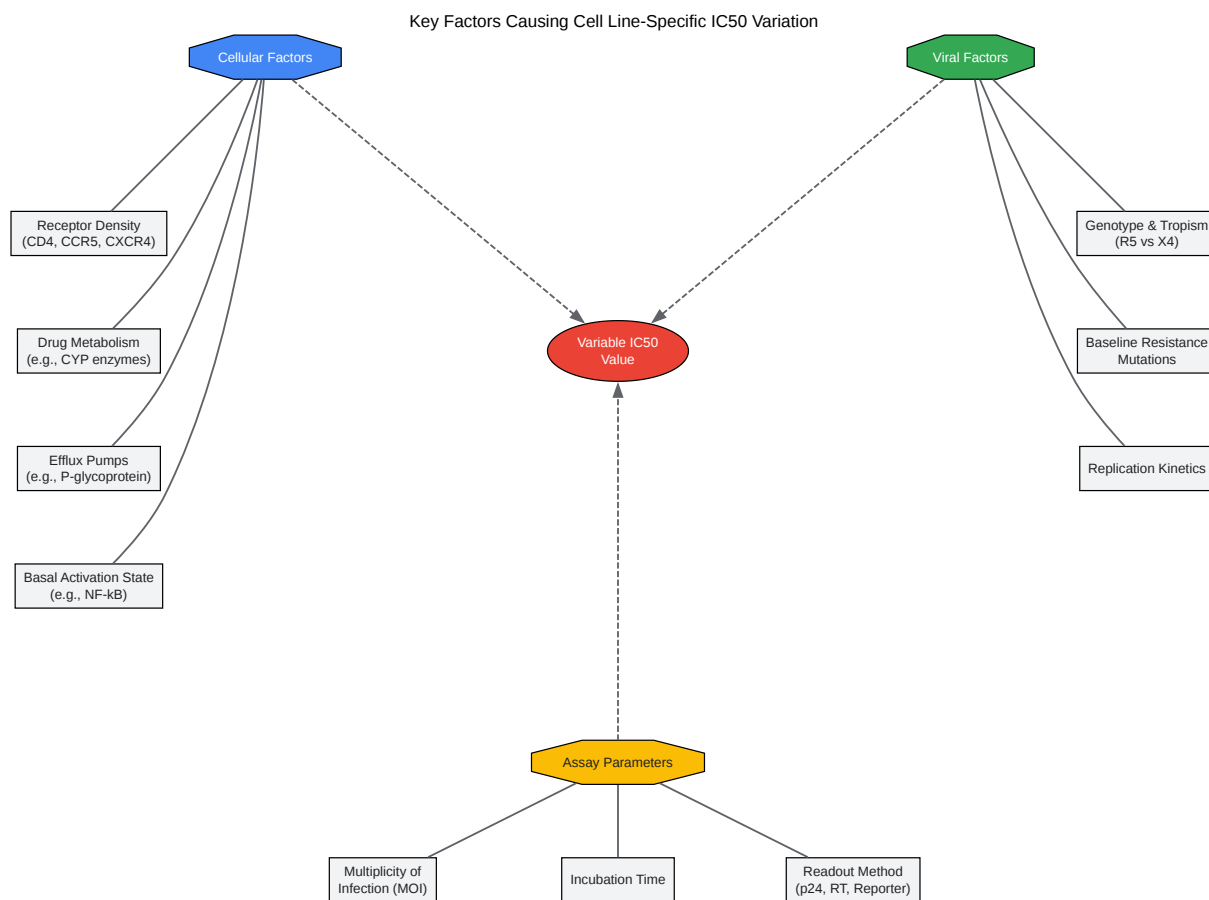 Key Factors Causing Cell Line-Specific IC50 Variation
Cellular Factors
Viral Factors
Receptor Density
(CD4, CCR5, CXCR4)
Genotype & Tropism
(R5 vs X4)
Drug Metabolism
(e.g., CYP enzymes)
Variable IC50
Value
Baseline Resistance
Mutations
Efflux Pumps
(e.g., P-glycoprotein)
Replication Kinetics
Basal Activation State
(e.g., NF-kB)
Assay Parameters
Multiplicity of
Infection (MOI)
Incubation Time
Readout Method
(p24, RT, Reporter)